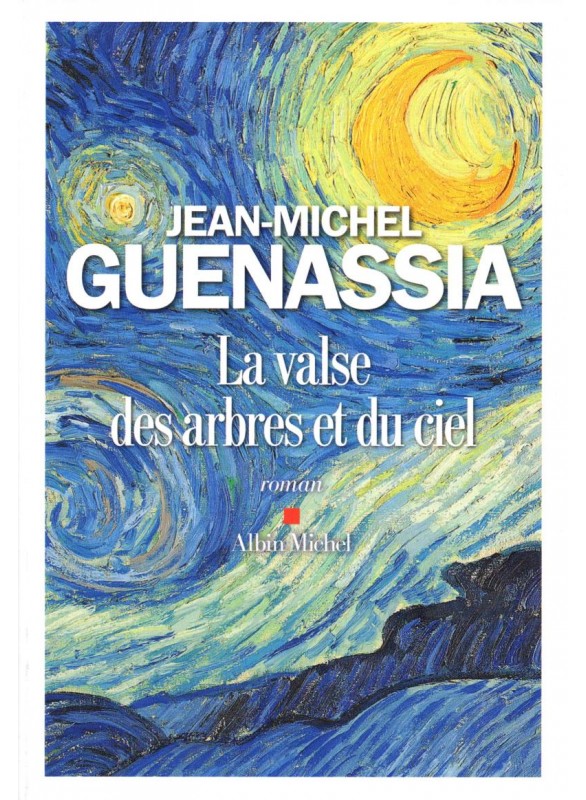 JEAN-MICHEL
GUENASSIA
La valse
des arbres et du ciel
roman
Albin Michel